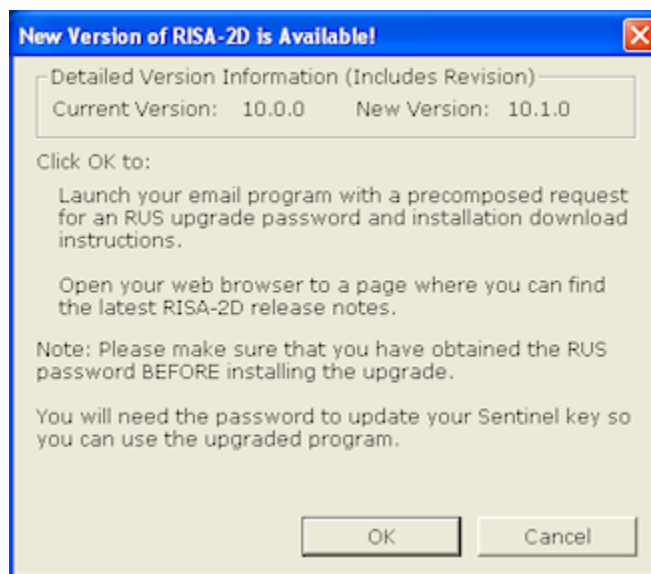 New Version of RISA-2D is Available!
Detailed Version Information (Includes Revision)
Current Version: 10.0.0 New Version: 10.1.0
Click OK to:
Launch your email program with a precomposed request
for an RUS upgrade password and installation download
instructions.
Open your web browser to a page where you can find
the latest RISA-2D release notes.
Note: Please make sure that you have obtained the RUS
password BEFORE installing the upgrade.
You will need the password to update your Sentinel key so
you can use the upgraded program.
OK Cancel